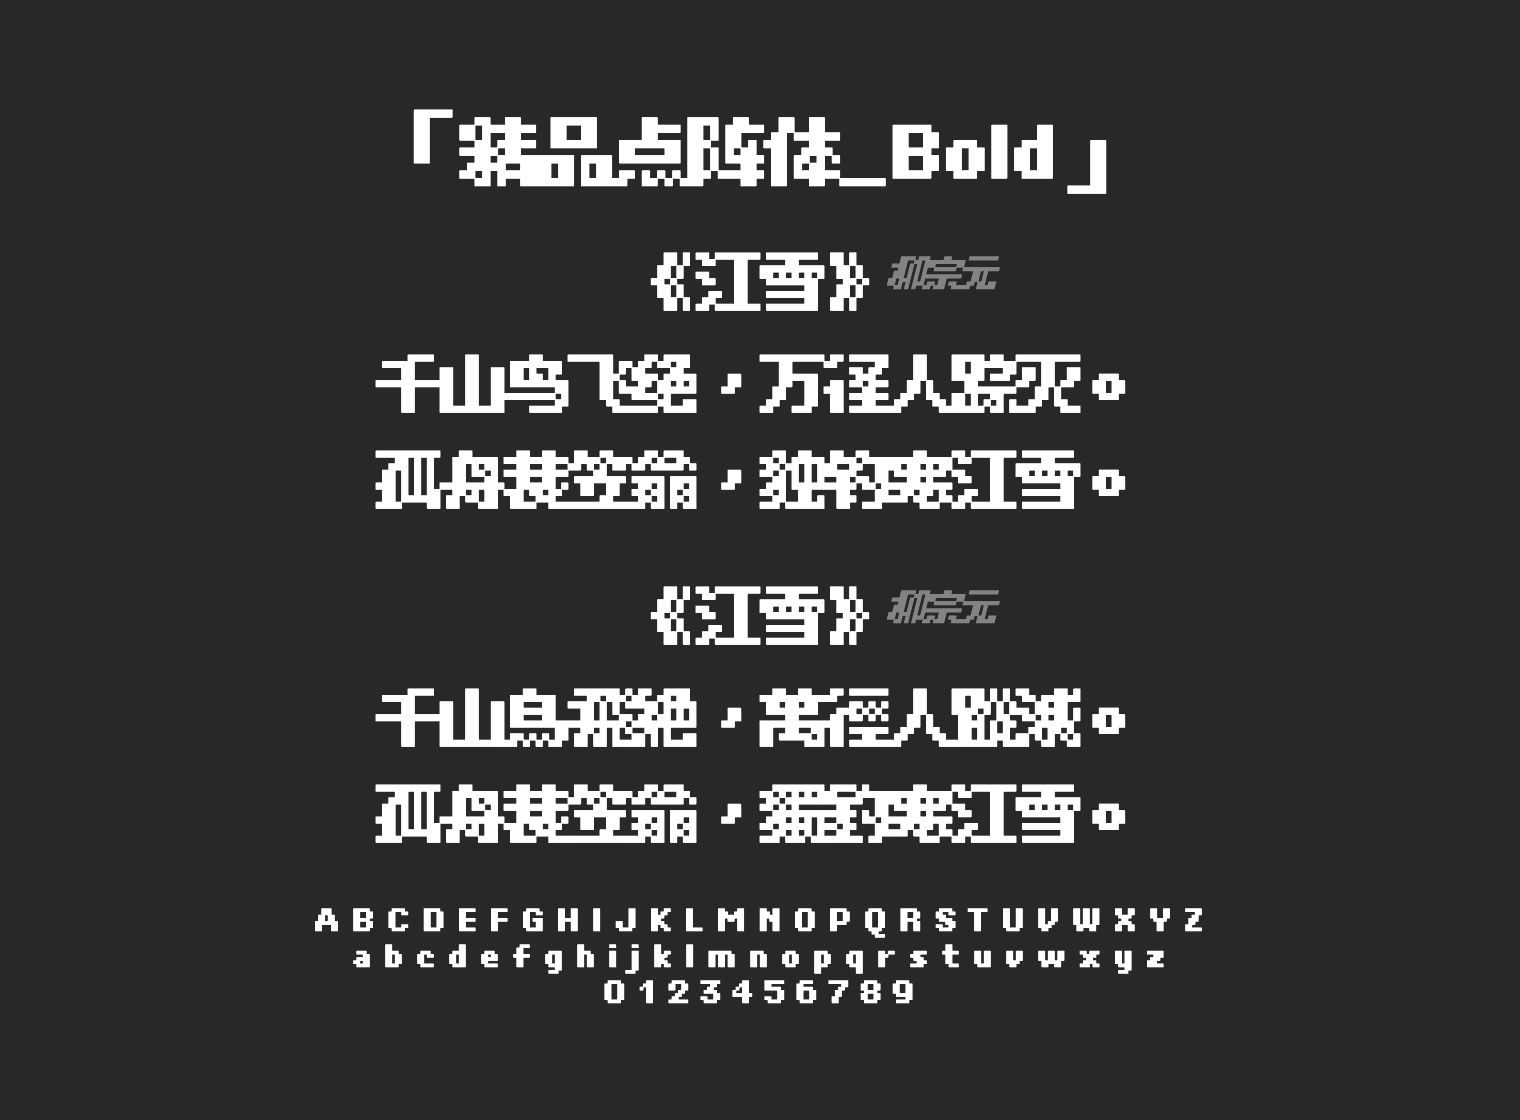 「精品点阵体_Bold」
《江雪》 柳宗元
千山鸟飞绝，万径人踪灭。
孤舟蓑笠翁，独钓寒江雪。
《江雪》 柳宗元
千山鳥飛絕，萬徑人蹤滅。
孤舟蓑笠翁，獨釣寒江雪。
A B C D E F G H I J K L M N O P Q R S T U V W X Y Z
a b c d e f g h i j k l m n o p q r s t u v w x y z
0 1 2 3 4 5 6 7 8 9